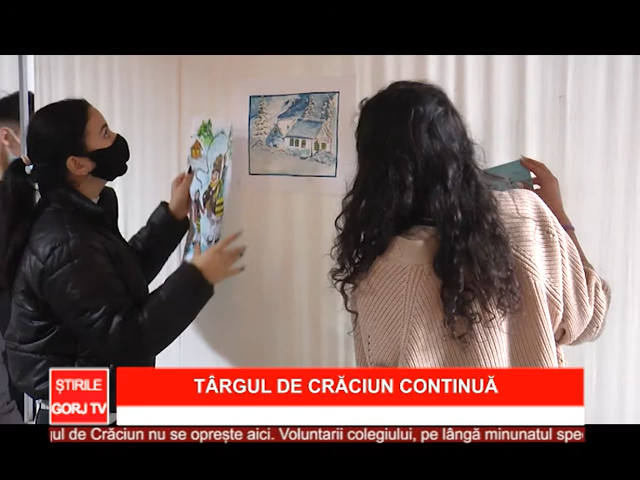 ȘTIRILE
GORJ TV
TÂRGUL DE CRĂCIUN CONTINUĂ
de Crăciun nu se oprește aici. Voluntarii colegiului, pe lângă minunatul